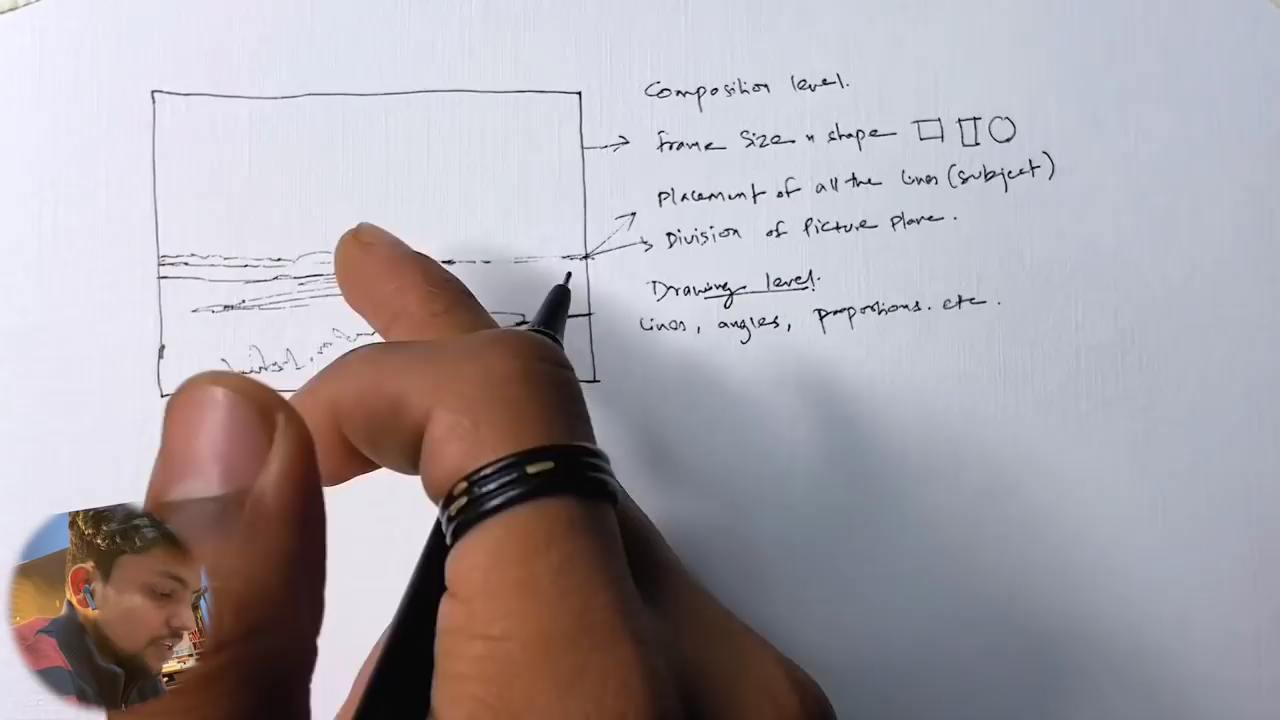 Composition level.
frame size n shape
Placement of all the lines (subject)
Division of Picture plane.
Drawing level.
Lines, angles, proportions. etc.